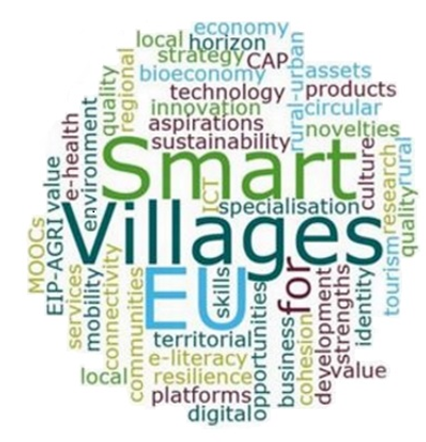 economy
local
horizon
strategy
CAP
bioeconomy
assets
technology
products
innovation
circular
aspirations
novelties
sustainability
rural-urban
regional
quality
Smart
e-health
environment
value
ICT
specialisation
culture
rural
research
quality
Villages
MOOCs
EIP-AGRI
services
mobility
connectivity
communities
EU
skills
for
opportunities
business
cohesion
development
strengths
identity
tourism
territorial
e-literacy
resilience
value
local
platforms
digital